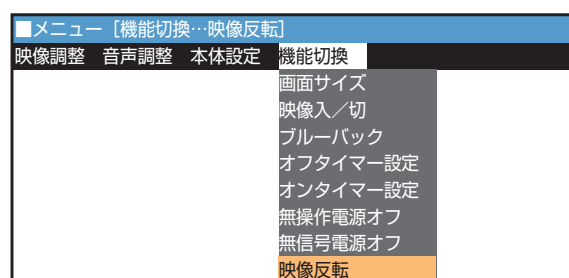 ■メニュー［機能切換…映像反転］
映像調整 音声調整 本体設定 機能切換
画面サイズ
映像入／切
ブルーバック
オフタイマー設定
オンタイマー設定
無操作電源オフ
無信号電源オフ
映像反転